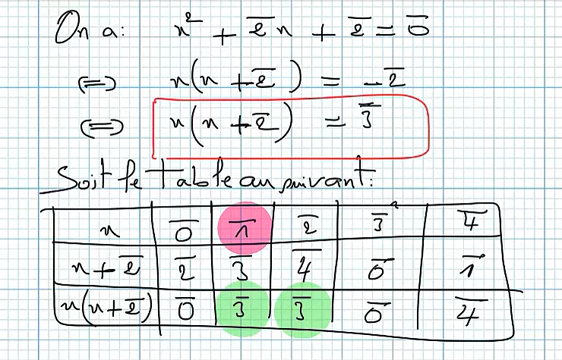 On a: x² + 2̅x + 2̅ = 0̅
⟺ x(x + 2̅) = -2̅
⟺ x(x + 2̅) = 3̅
Soit le tableau suivant:
x 0̅ 1̅ 2̅ 3̅ 4̅
x + 2̅ 2̅ 3̅ 4̅ 0̅ 1̅
x(x + 2̅) 0̅ 3̅ 3̅ 0̅ 4̅